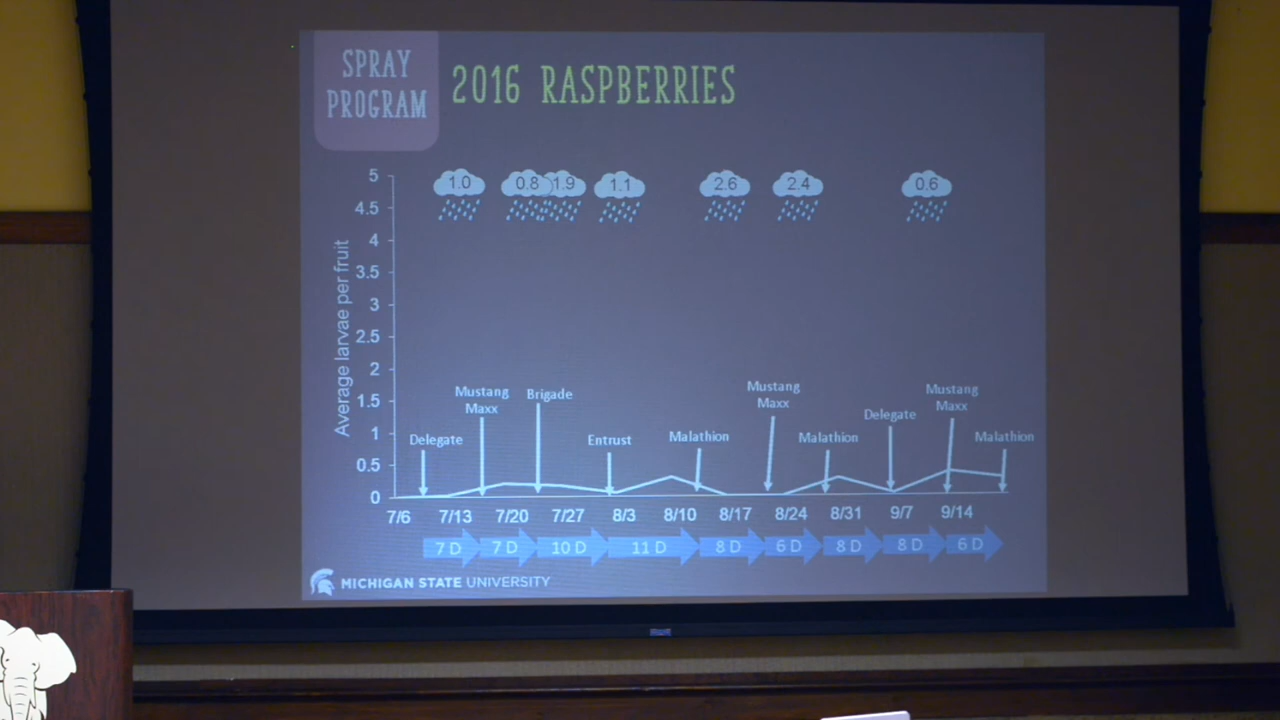 SPRAY
PROGRAM
2016 RASPBERRIES
5
4.5
4
3.5
3
2.5
2
1.5
1
0.5
0
Average larvae per fruit
1.0
0.8
1.9
1.1
2.6
2.4
0.6
Delegate
Mustang
Maxx
Brigade
Entrust
Malathion
Mustang
Maxx
Malathion
Delegate
Mustang
Maxx
Malathion
7/6 7/13 7/20 7/27 8/3 8/10 8/17 8/24 8/31 9/7 9/14
7 D 7 D 10 D 11 D 8 D 6 D 8 D 8 D 6 D
MICHIGAN STATE UNIVERSITY